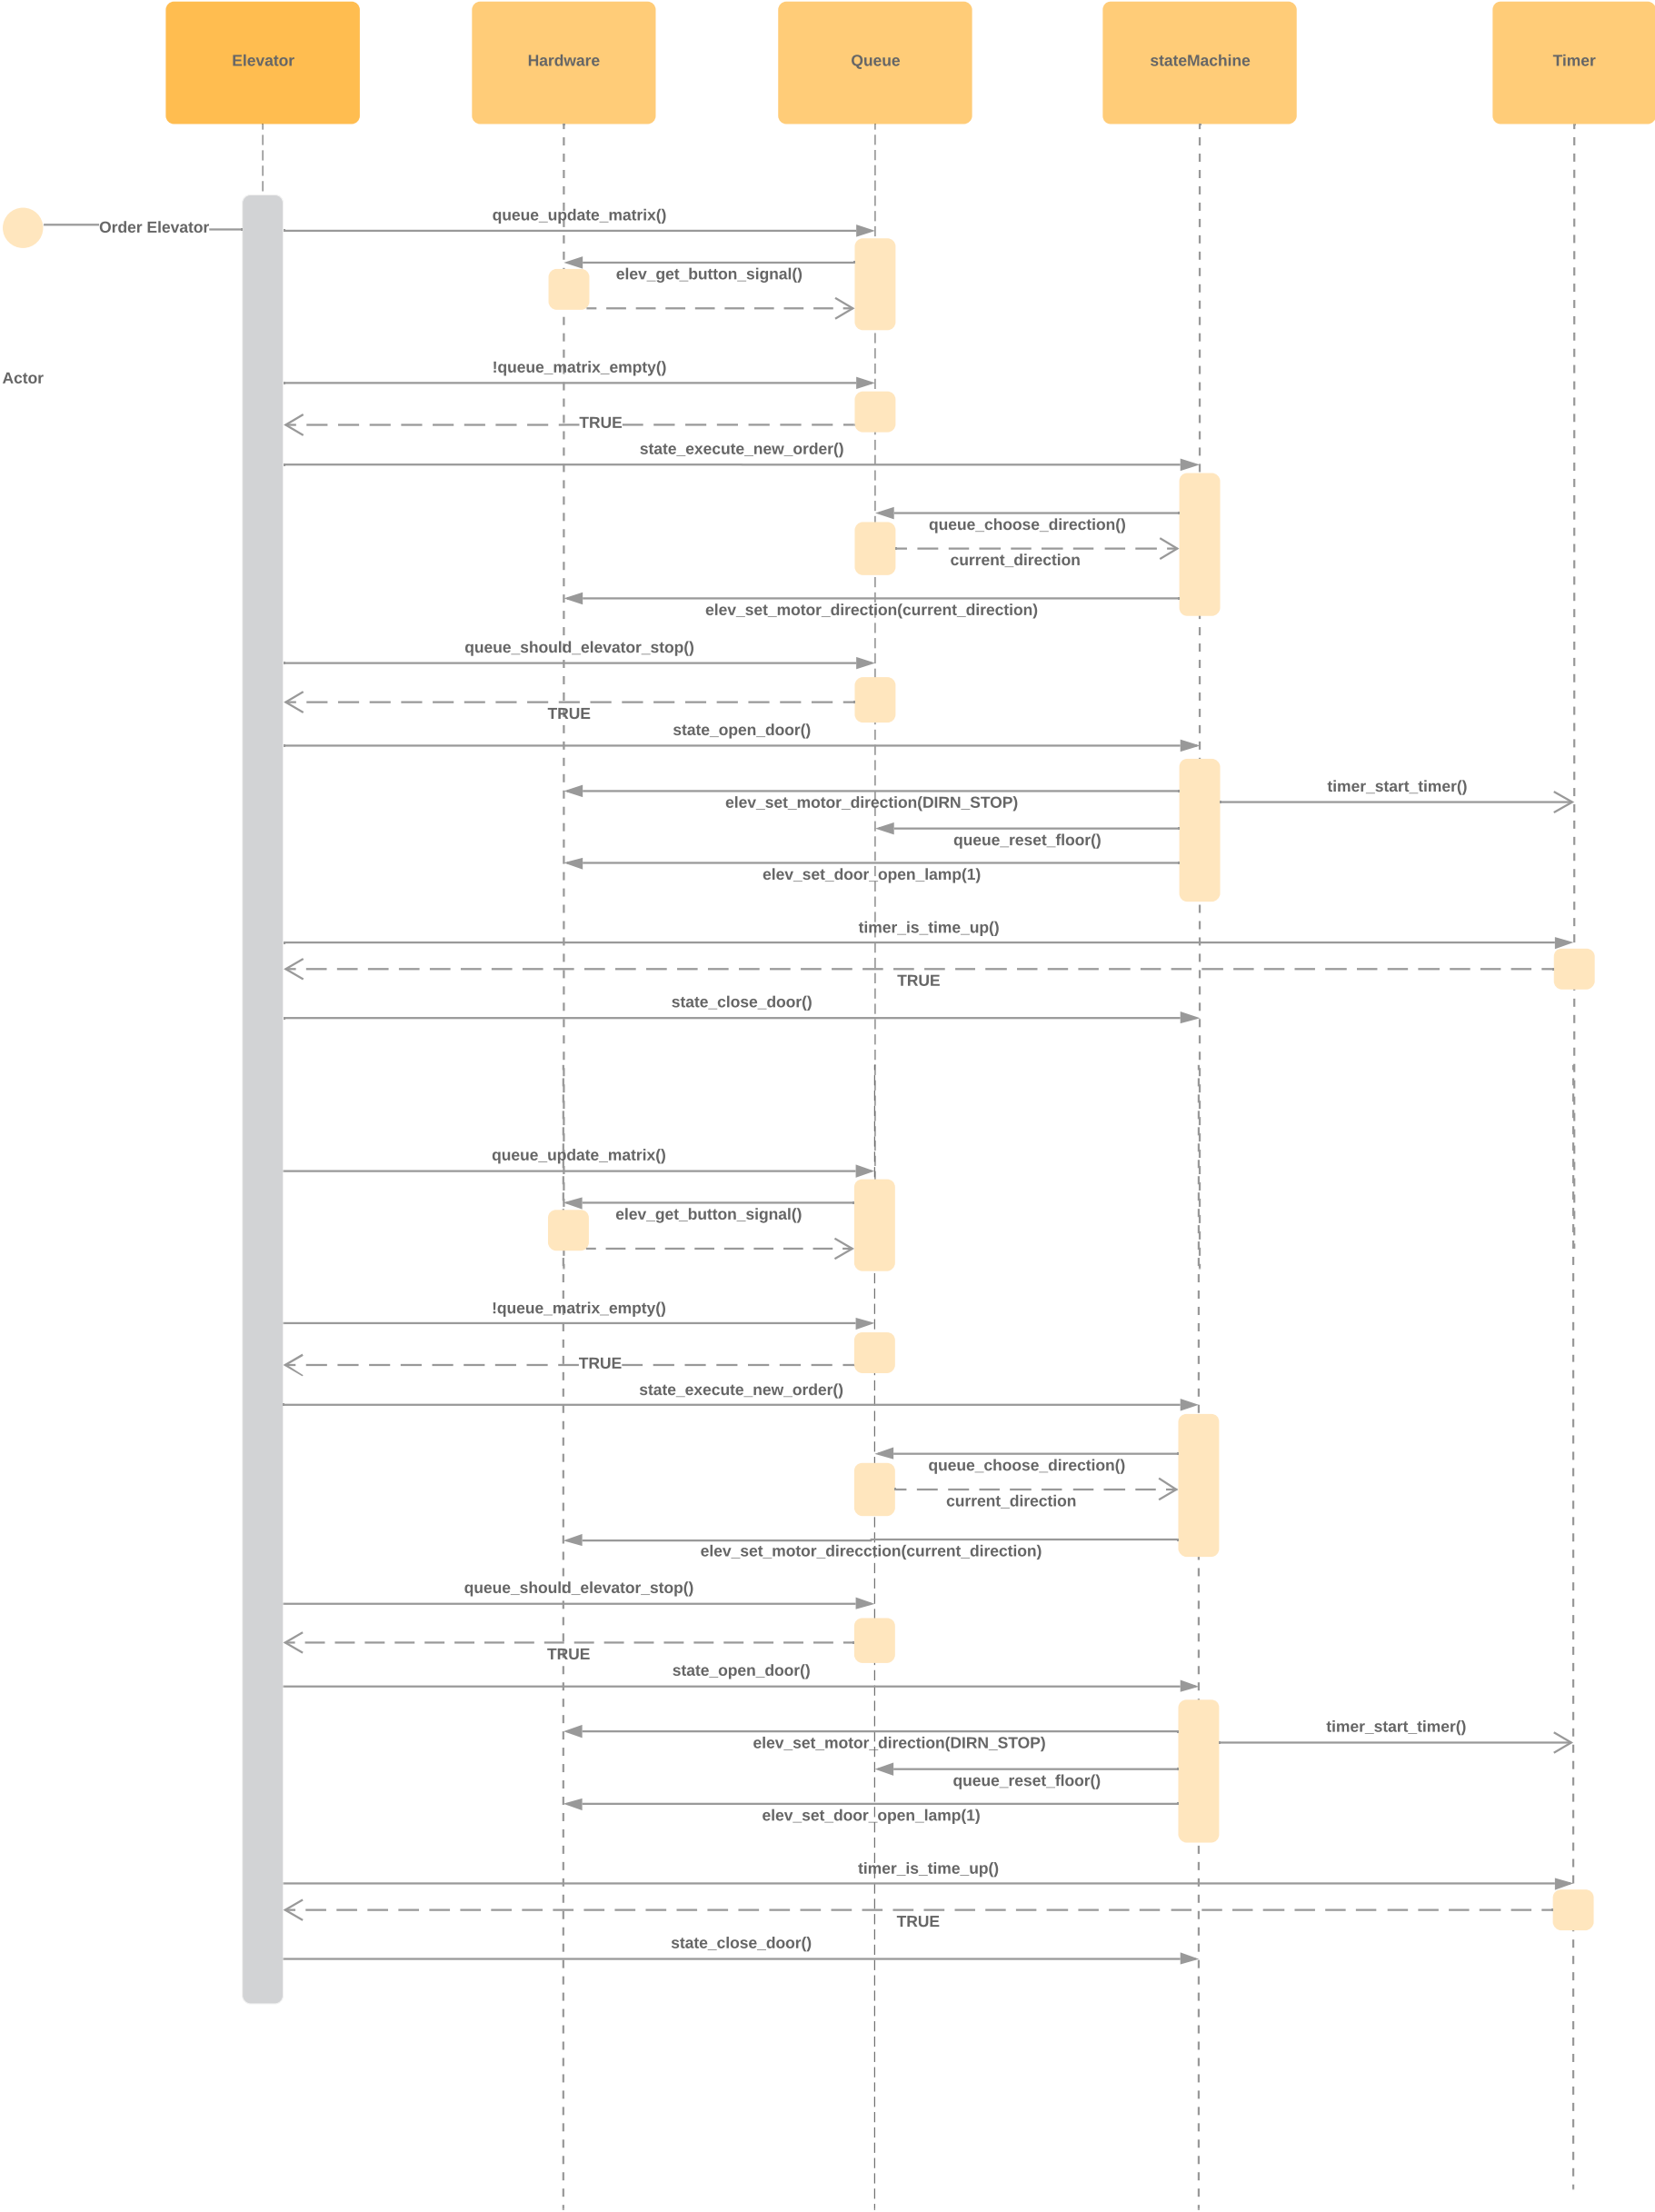 Elevator
Hardware
Queue
stateMachine
Timer
Order Elevator
queue_update_matrix()
elev_get_button_signal()
Actor
!queue_matrix_empty()
TRUE
state_execute_new_order()
queue_choose_direction()
current_direction
elev_set_motor_direction(current_direction)
queue_should_elevator_stop()
TRUE
state_open_door()
timer_start_timer()
elev_set_motor_direction(DIRN_STOP)
queue_reset_floor()
elev_set_door_open_lamp(1)
timer_is_time_up()
TRUE
state_close_door()
queue_update_matrix()
elev_get_button_signal()
!queue_matrix_empty()
TRUE
state_execute_new_order()
queue_choose_direction()
current_direction
elev_set_motor_direcction(current_direction)
queue_should_elevator_stop()
TRUE
state_open_door()
timer_start_timer()
elev_set_motor_direction(DIRN_STOP)
queue_reset_floor()
elev_set_door_open_lamp(1)
timer_is_time_up()
TRUE
state_close_door()